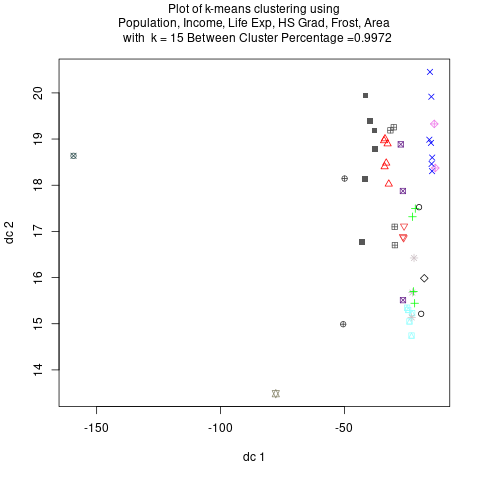 Plot of k-means clustering using
Population, Income, Life Exp, HS Grad, Frost, Area
with k = 15 Between Cluster Percentage =0.9972
20
19
18
17
16
15
14
dc 2
-150
-100
-50
dc 1